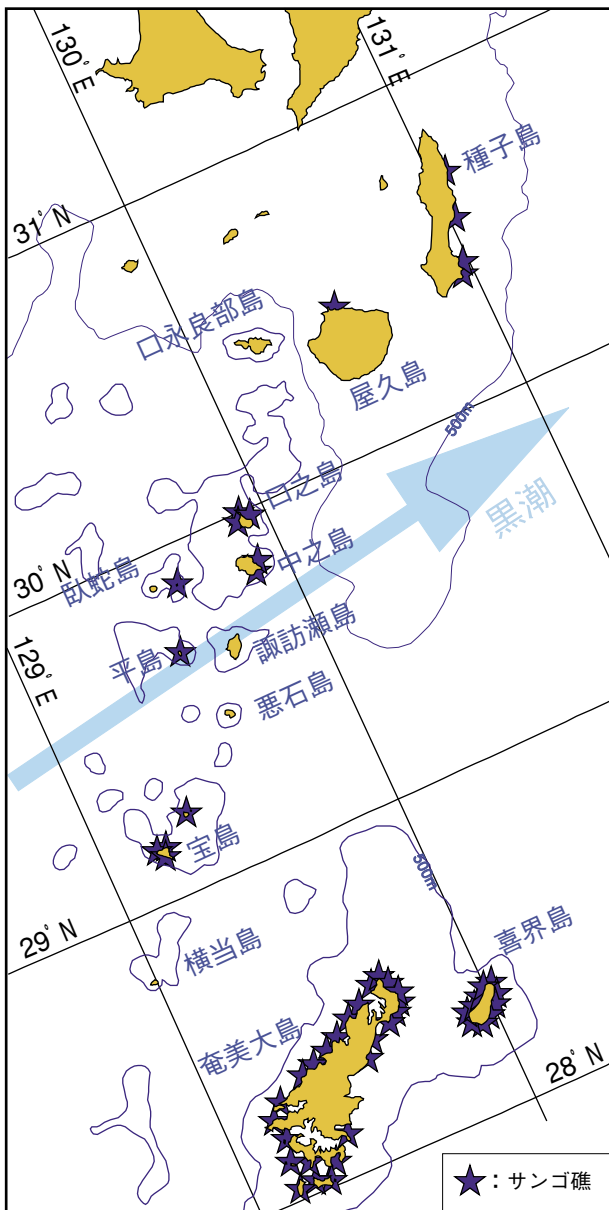 130° E
131° E
種子島
31° N
口永良部島
屋久島
500m
黒潮
口之島
中之島
臥蛇島
30° N
諏訪瀬島
平島
129° E
悪石島
宝島
500m
29° N
横当島
喜界島
奄美大島
28° N
★：サンゴ礁